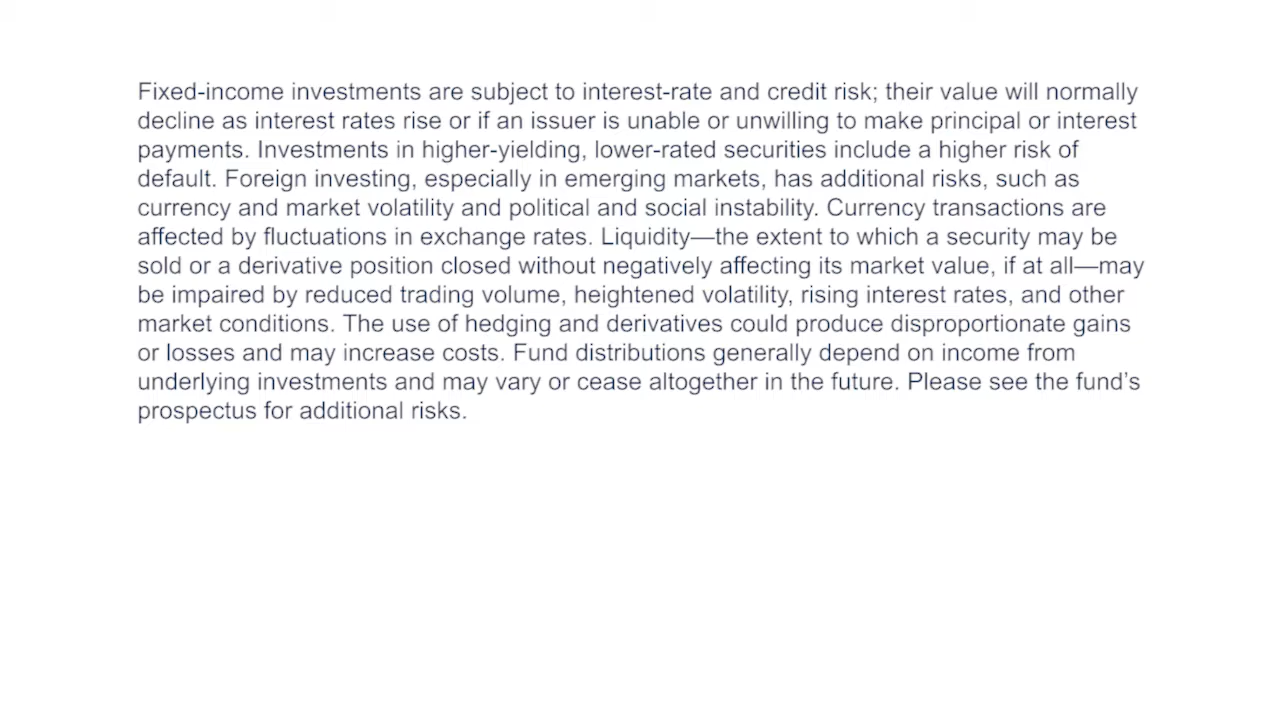 Fixed-income investments are subject to interest-rate and credit risk; their value will normally
decline as interest rates rise or if an issuer is unable or unwilling to make principal or interest
payments. Investments in higher-yielding, lower-rated securities include a higher risk of
default. Foreign investing, especially in emerging markets, has additional risks, such as
currency and market volatility and political and social instability. Currency transactions are
affected by fluctuations in exchange rates. Liquidity—the extent to which a security may be
sold or a derivative position closed without negatively affecting its market value, if at all—may
be impaired by reduced trading volume, heightened volatility, rising interest rates, and other
market conditions. The use of hedging and derivatives could produce disproportionate gains
or losses and may increase costs. Fund distributions generally depend on income from
underlying investments and may vary or cease altogether in the future. Please see the fund’s
prospectus for additional risks.